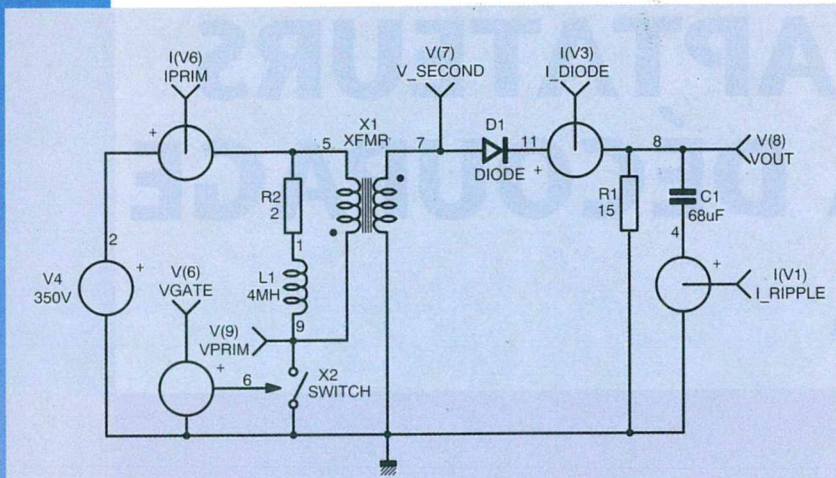 I(V6)
IPRIM
V(7)
V_SECOND
I(V3)
I_DIODE
X1
XFMR
+
5
7
D1
11
DIODE
+
8
V(8)
VOUT
R2
2
R1
15
C1
68uF
2
1
4
V4
350V
+
V(6)
VGATE
L1
4MH
+
I(V1)
I_RIPPLE
V(9)
VPRIM
9
+
6
X2
SWITCH